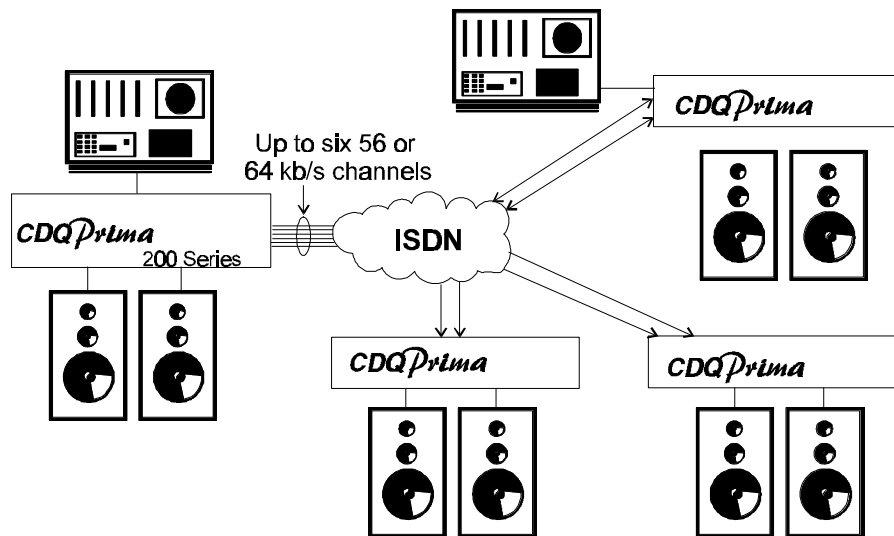 Up to six 56 or
64 kb/s channels
CDQPrima
200 Series
ISDN
CDQPrima
CDQPrima
CDQPrima